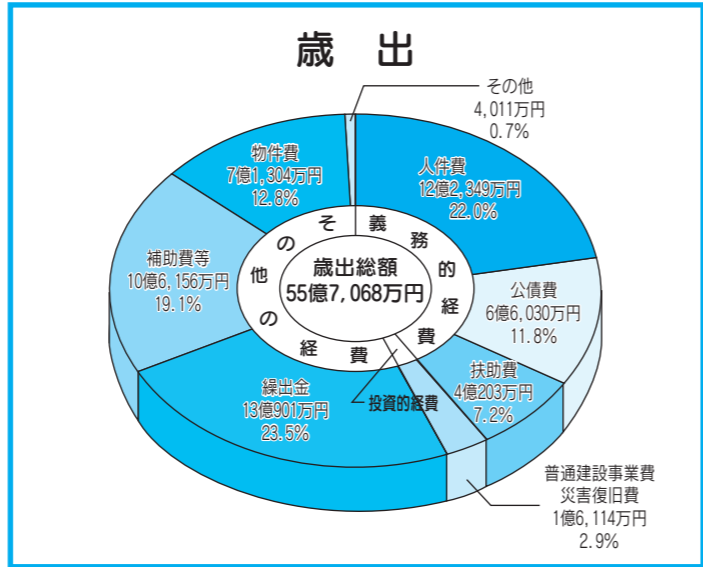 歳 出
その他
4,011万円
0.7%
人件費
12億2,349万円
22.0%
公債費
6億6,030万円
11.8%
扶助費
4億203万円
7.2%
普通建設事業費
災害復旧費
1億6,114万円
2.9%
繰出金
13億901万円
23.5%
補助費等
10億6,156万円
19.1%
物件費
7億1,304万円
12.8%
義務的経費
投資的経費
その他の経費
歳出総額
55億7,068万円